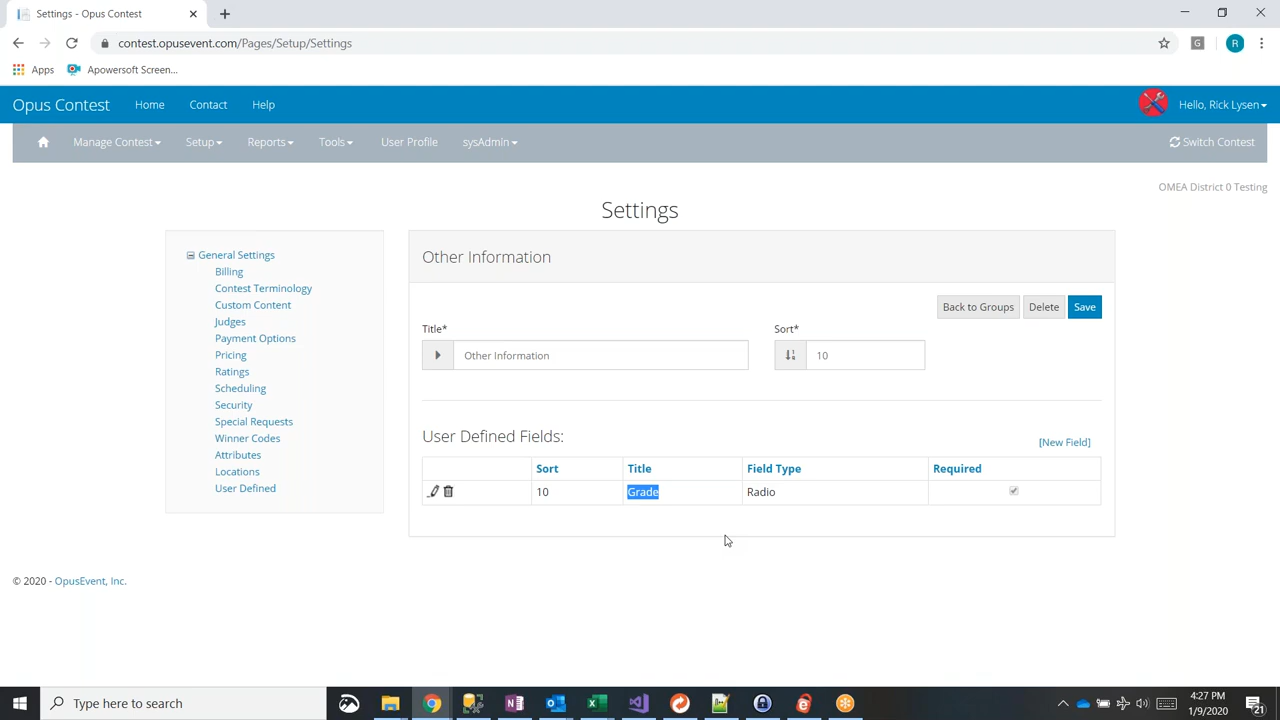 Settings - Opus Contest
contest.opusevent.com/Pages/Setup/Settings
G
R
Apps
Apowersoft Screen...
Opus Contest
Home
Contact
Help
Hello, Rick Lysen
Manage Contest
Setup
Reports
Tools
User Profile
sysAdmin
Switch Contest
OMEA District 0 Testing
Settings
General Settings
Billing
Contest Terminology
Custom Content
Judges
Payment Options
Pricing
Ratings
Scheduling
Security
Special Requests
Winner Codes
Attributes
Locations
User Defined
Other Information
Back to Groups
Delete
Save
Title*
Sort*
Other Information
10
User Defined Fields:
[New Field]
Sort Title Field Type Required
10 Grade Radio
© 2020 - OpusEvent, Inc.
Type here to search
4:27 PM
1/9/2020
21